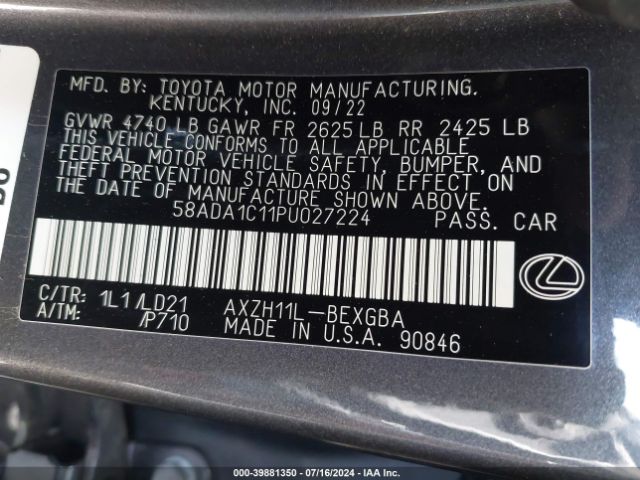 MFD. BY: TOYOTA MOTOR MANUFACTURING,
KENTUCKY, INC. 09/22
GVWR 4740 LB GAWR FR 2625 LB RR 2425 LB
THIS VEHICLE CONFORMS TO ALL APPLICABLE
FEDERAL MOTOR VEHICLE SAFETY, BUMPER, AND
THEFT PREVENTION STANDARDS IN EFFECT ON
THE DATE OF MANUFACTURE SHOWN ABOVE.
58ADA1C11PU027224 PASS. CAR
C/TR: 1L1/LD21 AXZH11L-BEXGBA
A/TM: /P710 MADE IN U.S.A. 90846
000-39881350 | 07/16/2024 | IAA Inc.